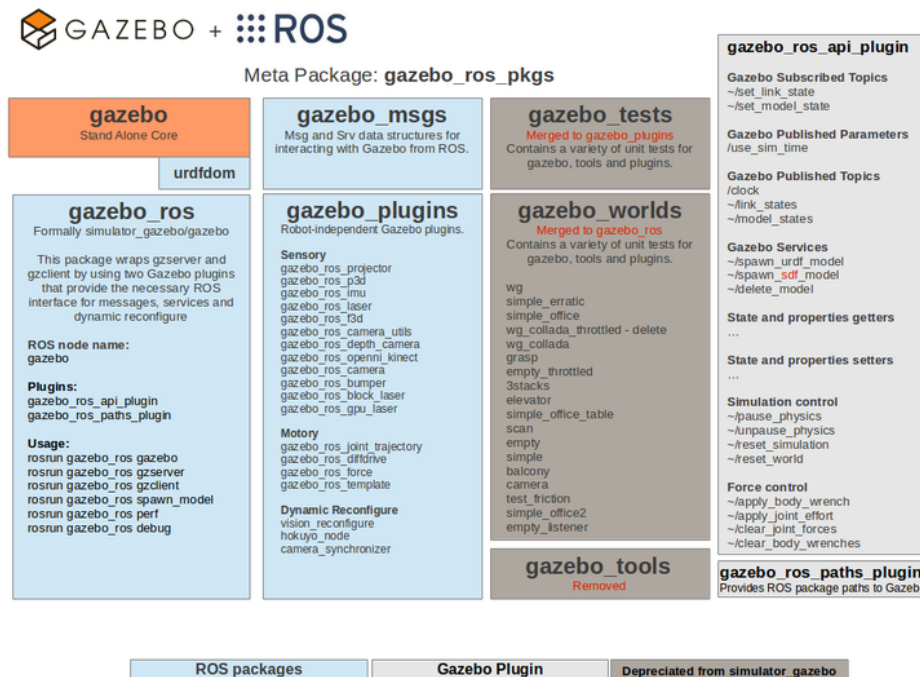 GAZEBO + ROS
Meta Package: gazebo_ros_pkgs
gazebo
Stand Alone Core
urdfdom
gazebo_ros
Formally simulator_gazebo/gazebo
This package wraps gzserver and
gzclient by using two Gazebo plugins
that provide the necessary ROS
interface for messages, services and
dynamic reconfigure
ROS node name:
gazebo
Plugins:
gazebo_ros_api_plugin
gazebo_ros_paths_plugin
Usage:
rosrun gazebo_ros gazebo
rosrun gazebo_ros gzserver
rosrun gazebo_ros gzclient
rosrun gazebo_ros spawn_model
rosrun gazebo_ros perf
rosrun gazebo_ros debug
gazebo_msgs
Msg and Srv data structures for
interacting with Gazebo from ROS.
gazebo_plugins
Robot-independent Gazebo plugins.
Sensory
gazebo_ros_projector
gazebo_ros_p3d
gazebo_ros_imu
gazebo_ros_laser
gazebo_ros_f3d
gazebo_ros_camera_utils
gazebo_ros_depth_camera
gazebo_ros_openni_kinect
gazebo_ros_camera
gazebo_ros_bumper
gazebo_ros_block_laser
gazebo_ros_gpu_laser
Motory
gazebo_ros_joint_trajectory
gazebo_ros_diffdrive
gazebo_ros_force
gazebo_ros_template
Dynamic Reconfigure
vision_reconfigure
hokuyo_node
camera_synchronizer
gazebo_tests
Merged to gazebo_plugins
Contains a variety of unit tests for
gazebo, tools and plugins.
gazebo_worlds
Merged to gazebo_ros
Contains a variety of unit tests for
gazebo, tools and plugins.
wg
simple_erratic
simple_office
wg_collada_throttled - delete
wg_collada
grasp
empty_throttled
3stacks
elevator
simple_office_table
scan
empty
simple
balcony
camera
test_friction
simple_office2
empty_listener
gazebo_tools
Removed
gazebo_ros_api_plugin
Gazebo Subscribed Topics
~/set_link_state
~/set_model_state
Gazebo Published Parameters
/use_sim_time
Gazebo Published Topics
/clock
~/link_states
~/model_states
Gazebo Services
~/spawn_urdf_model
~/spawn_sdf_model
~/delete_model
State and properties getters
...
State and properties setters
...
Simulation control
~/pause_physics
~/unpause_physics
~/reset_simulation
~/reset_world
Force control
~/apply_body_wrench
~/apply_joint_effort
~/clear_joint_forces
~/clear_body_wrenches
gazebo_ros_paths_plugin
Provides ROS package paths to Gazeb
ROS packages
Gazebo Plugin
Depreciated from simulator_gazebo